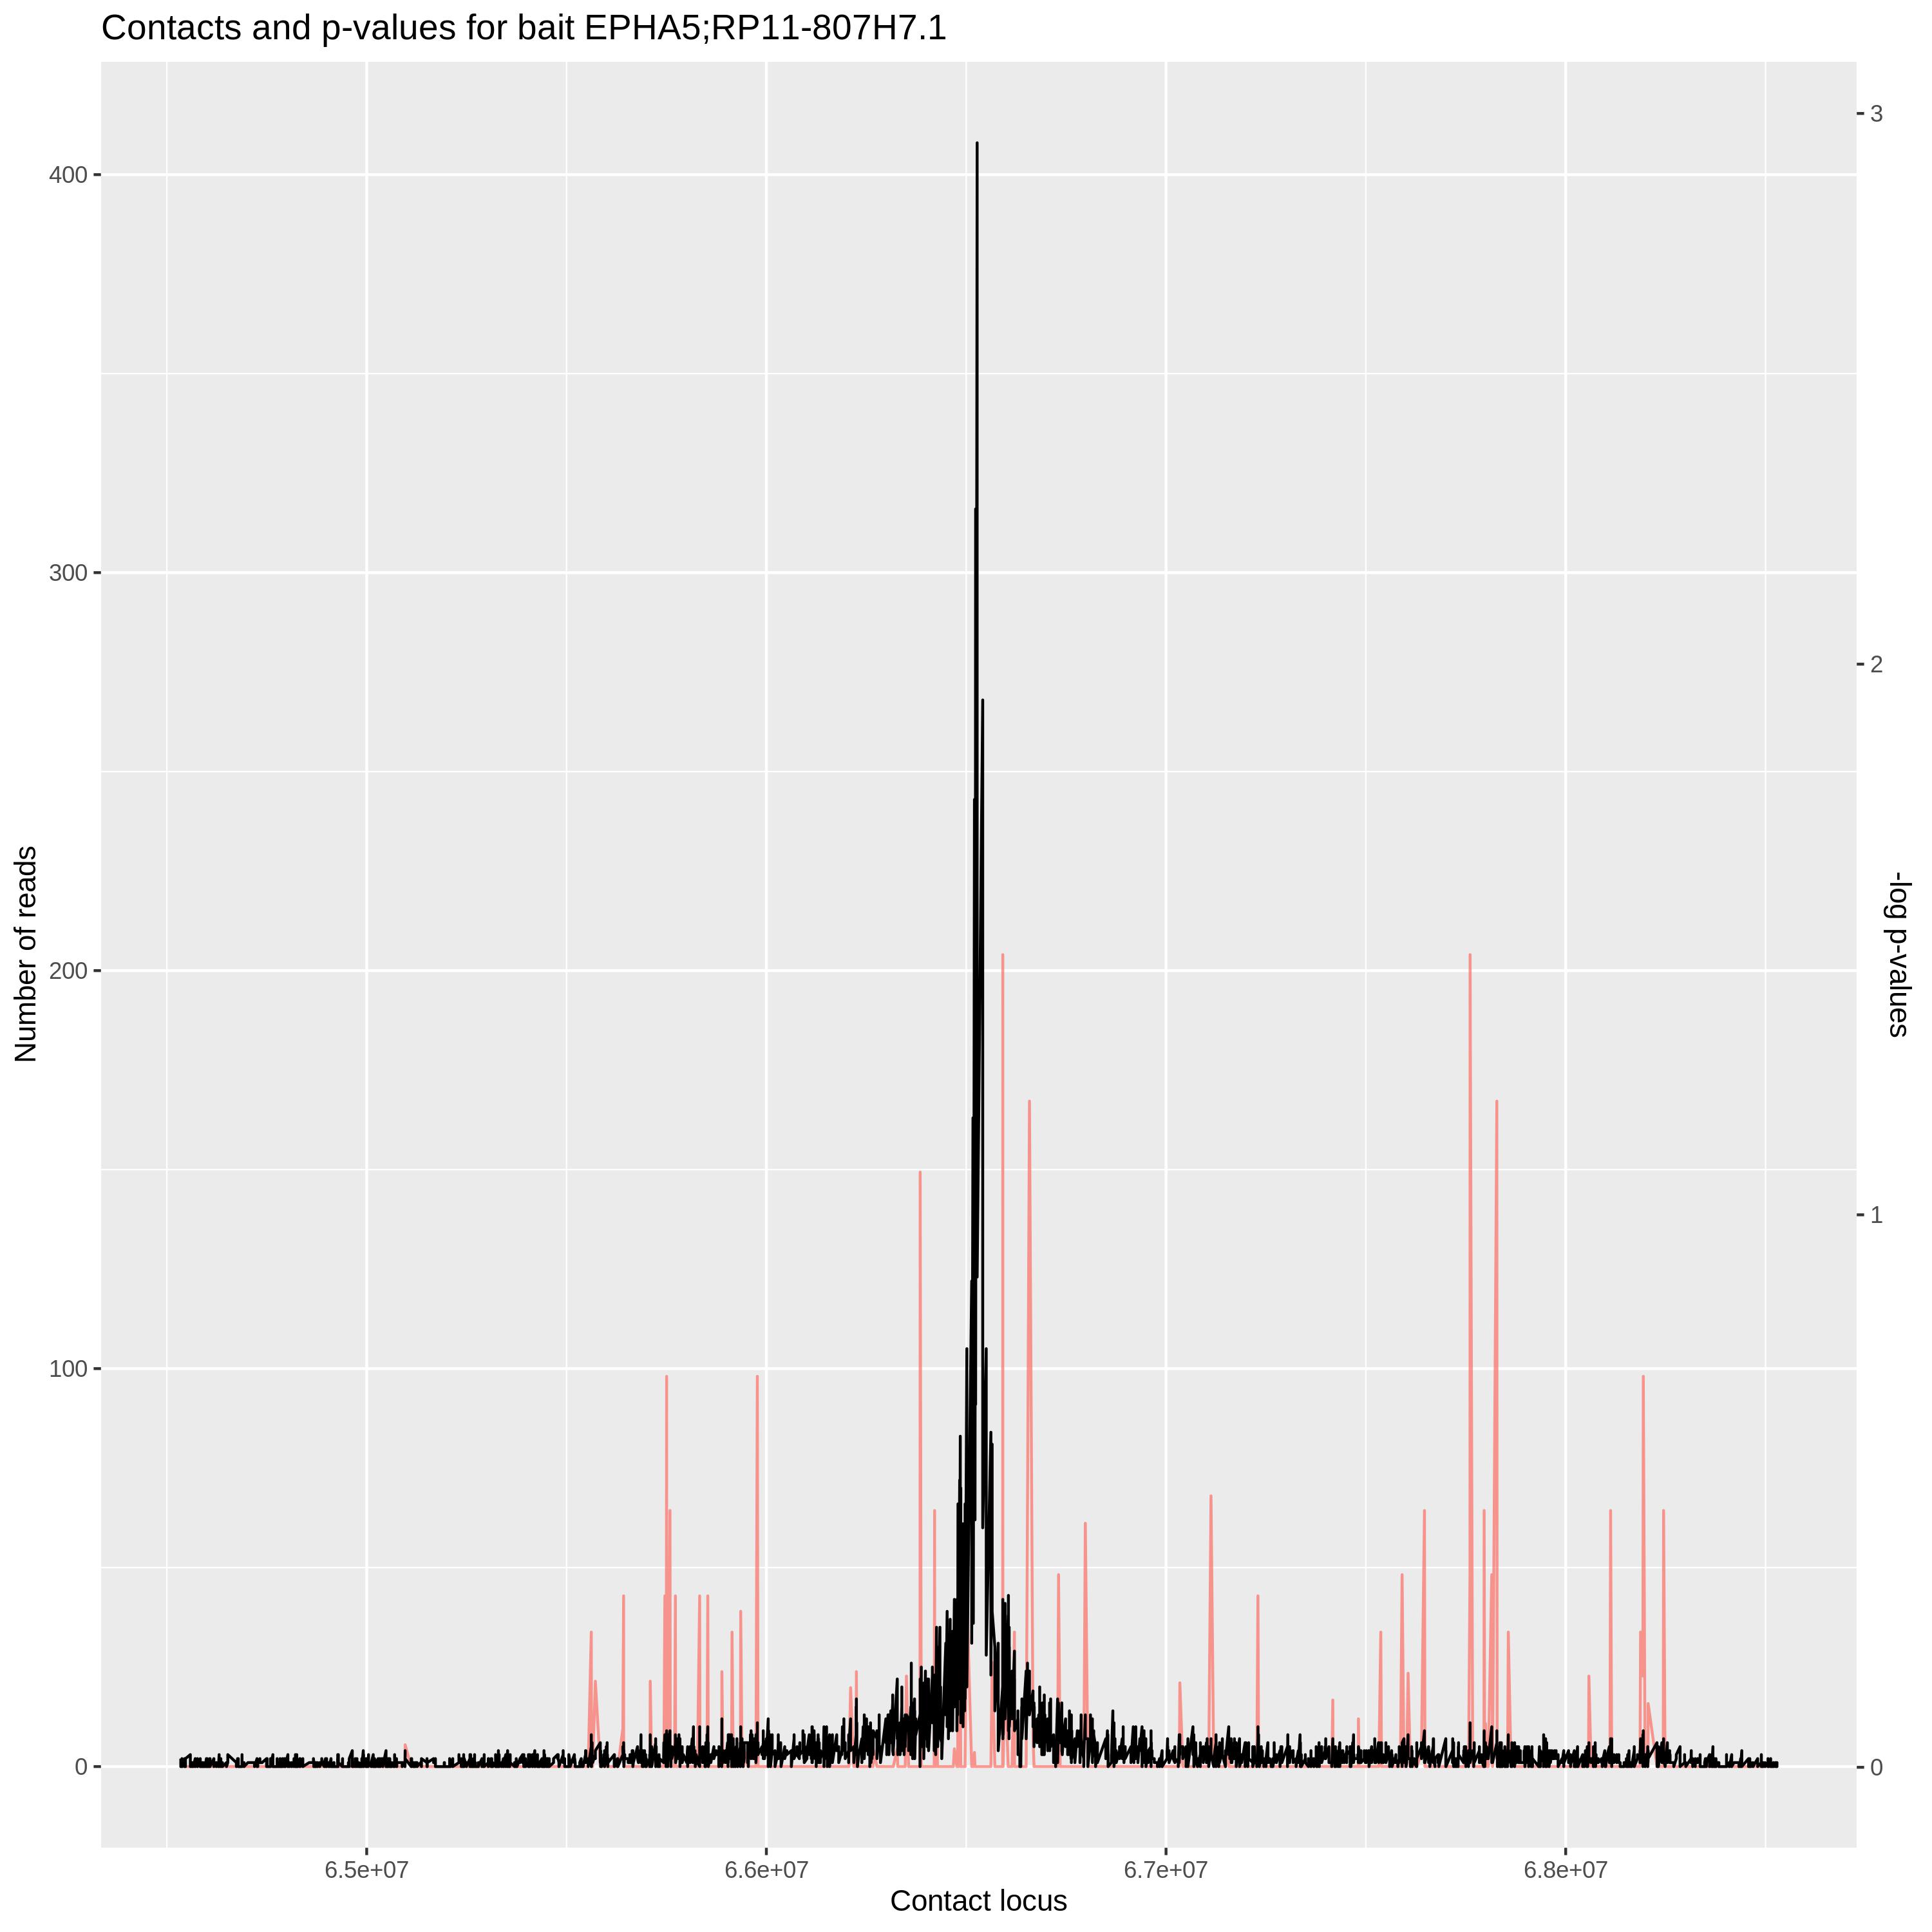 Contacts and p-values for bait EPHA5;RP11-807H7.1
400
300
200
100
0
Number of reads
3
2
1
0
-log p-values
6.5e+07
6.6e+07
6.7e+07
6.8e+07
Contact locus